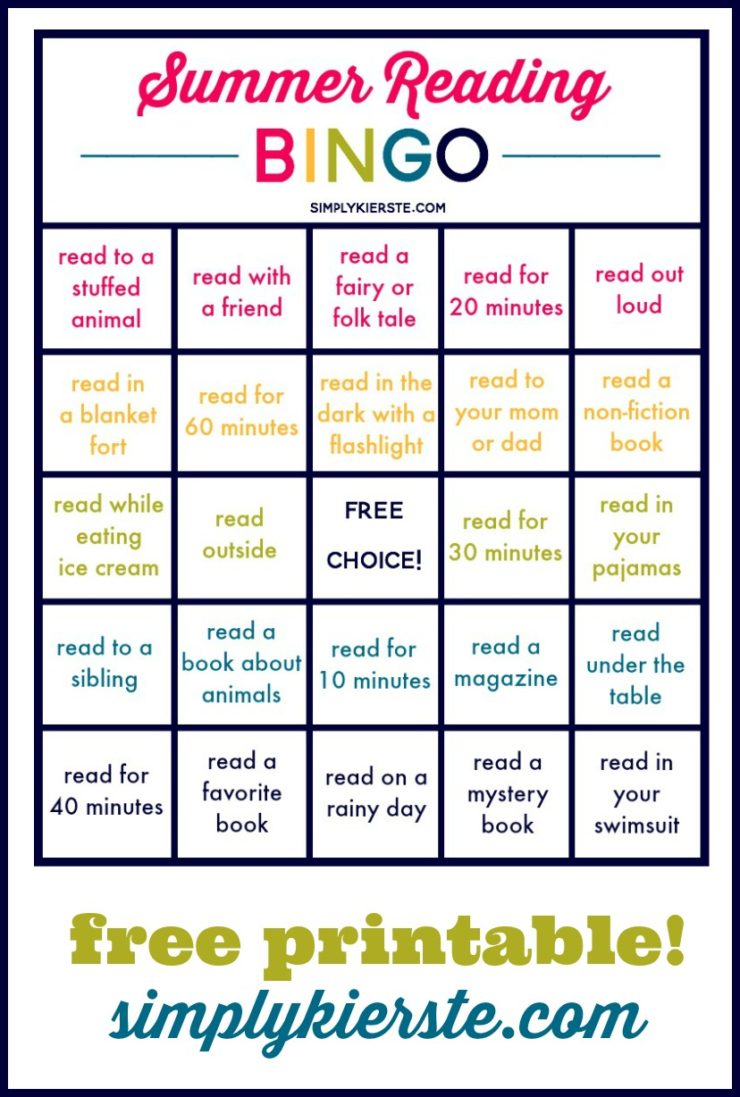 Summer Reading
BINGO
SIMPLYKIERSTE.COM
read to a
stuffed
animal
read with
a friend
read a
fairy or
folk tale
read for
20 minutes
read out
loud
read in
a blanket
fort
read for
60 minutes
read in the
dark with a
flashlight
read to
your mom
or dad
read a
non-fiction
book
read while
eating
ice cream
read
outside
FREE
CHOICE!
read for
30 minutes
read in
your
pajamas
read to a
sibling
read a
book about
animals
read for
10 minutes
read a
magazine
read
under the
table
read for
40 minutes
read a
favorite
book
read on a
rainy day
read a
mystery
book
read in
your
swimsuit
free printable!
simplykierste.com